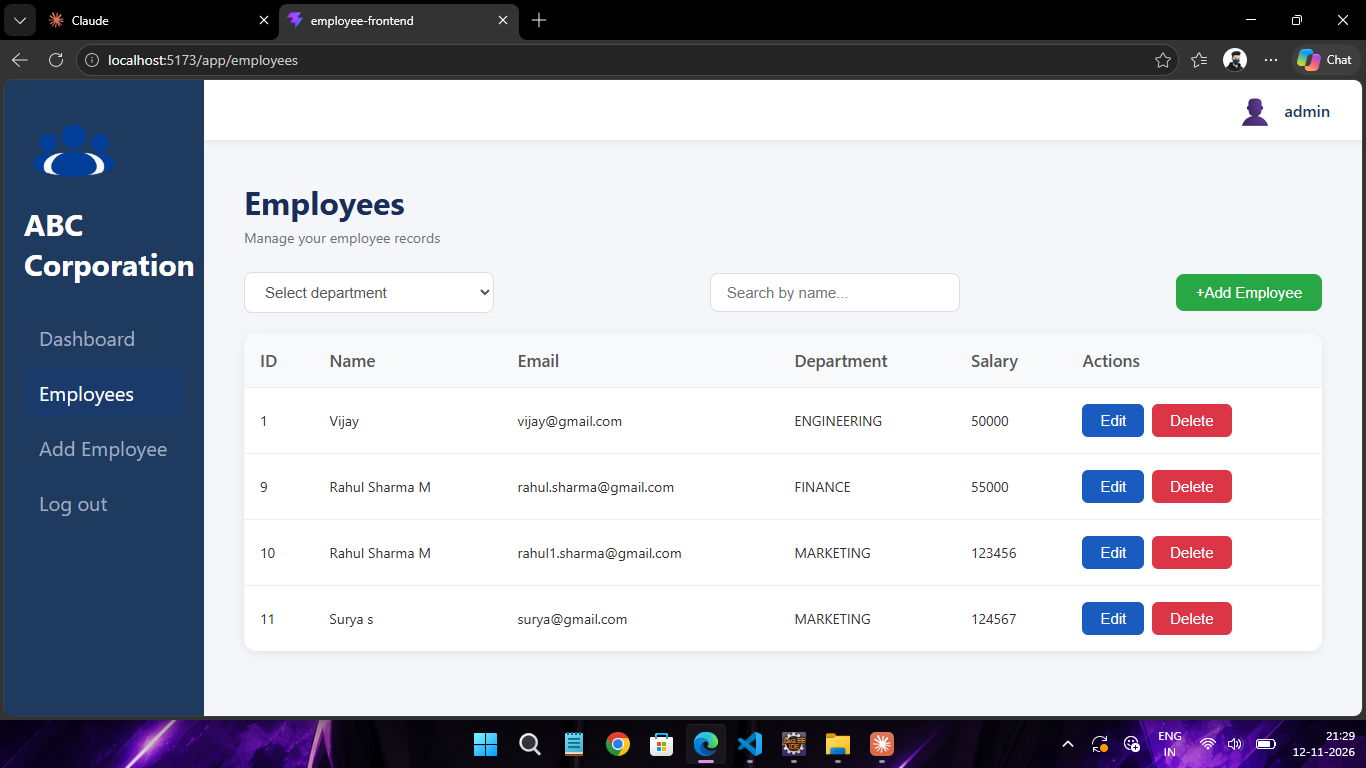 Claude
employee-frontend
localhost:5173/app/employees
Chat
admin
ABC
Corporation
Dashboard
Employees
Add Employee
Log out
Employees
Manage your employee records
Select department
Search by name...
+Add Employee
ID Name Email Department Salary Actions
1 Vijay vijay@gmail.com ENGINEERING 50000 Edit Delete
9 Rahul Sharma M rahul.sharma@gmail.com FINANCE 55000 Edit Delete
10 Rahul Sharma M rahul1.sharma@gmail.com MARKETING 123456 Edit Delete
11 Surya s surya@gmail.com MARKETING 124567 Edit Delete
ENG
IN
21:29
12-11-2026